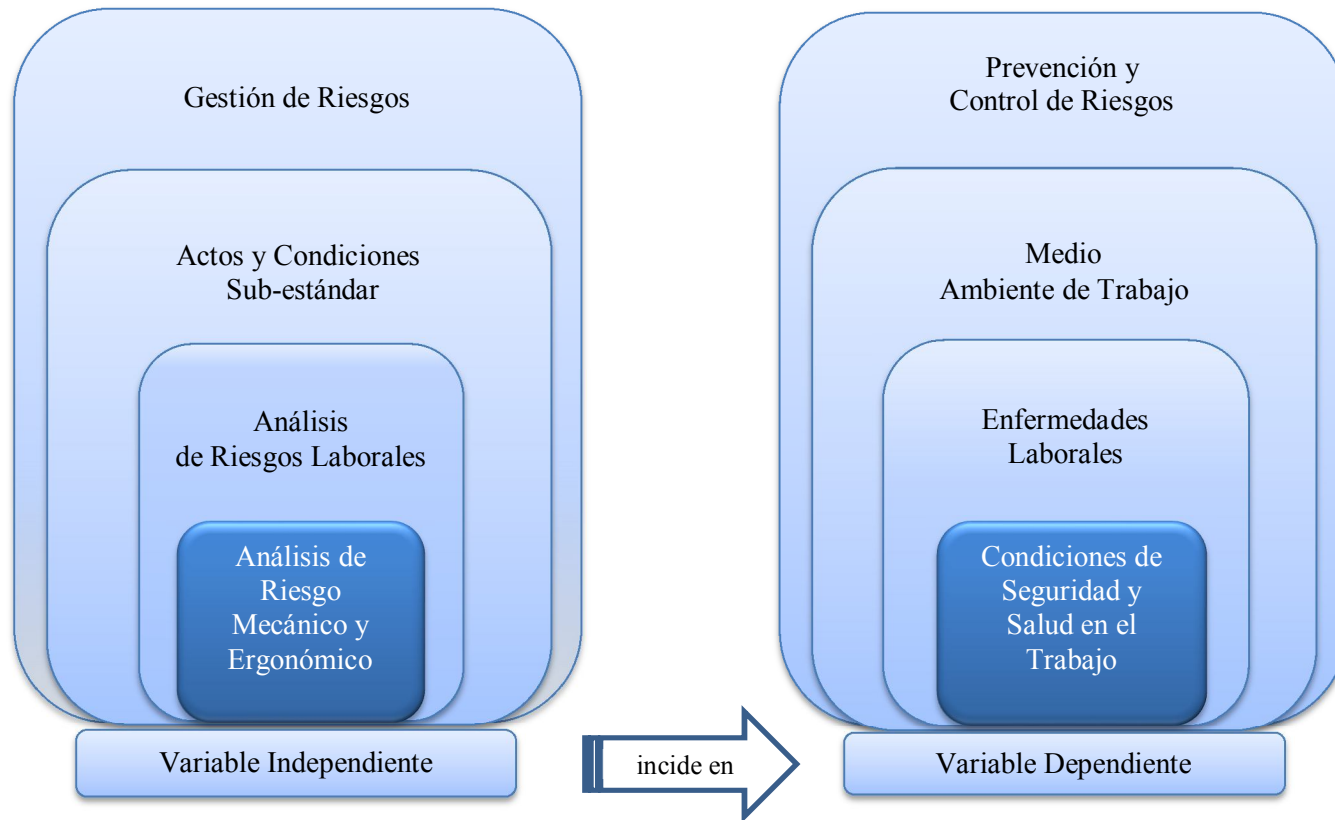 Gestión de Riesgos
Actos y Condiciones
Sub-estándar
Análisis
de Riesgos Laborales
Análisis de
Riesgo
Mecánico y
Ergonómico
Variable Independiente
incide en
Prevención y
Control de Riesgos
Medio
Ambiente de Trabajo
Enfermedades
Laborales
Condiciones de
Seguridad y
Salud en el
Trabajo
Variable Dependiente